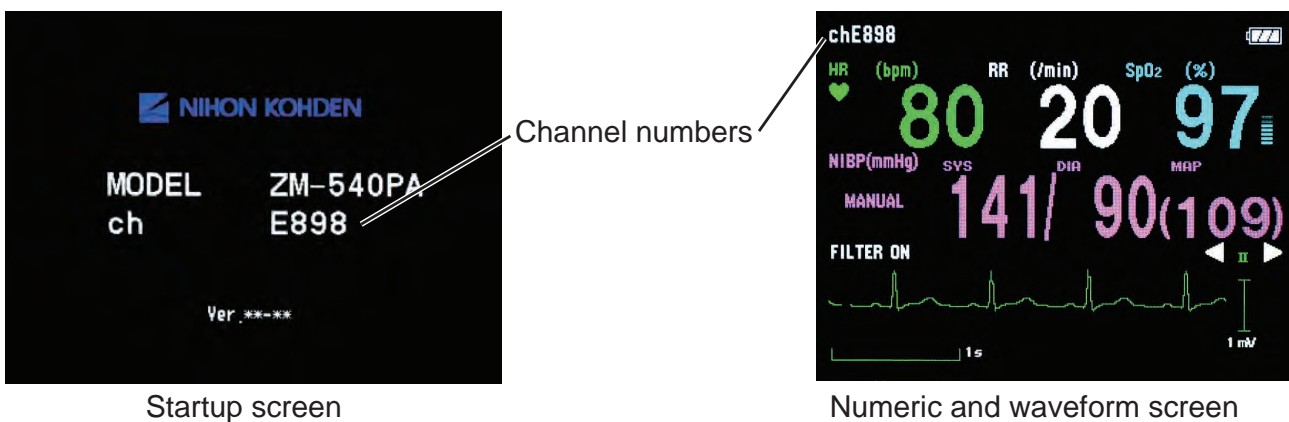 NIHON KOHDEN
MODEL ZM-540PA
ch E898
Ver.**-**
Startup screen
Channel numbers
chE898
HR (bpm) RR (/min) SpO2 (%)
80 20 97
NIBP(mmHg) SYS DIA MAP
MANUAL 141/ 90(109)
FILTER ON II
1 mV
1s
Numeric and waveform screen